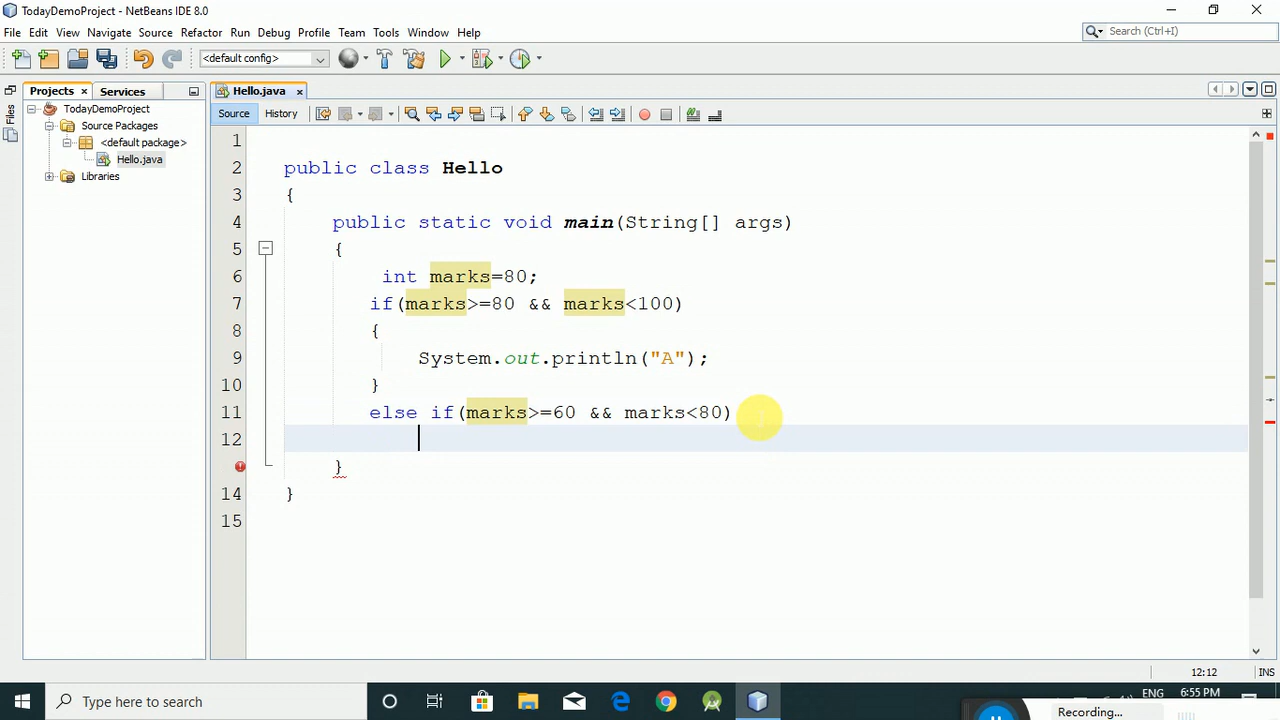 TodayDemoProject - NetBeans IDE 8.0
File Edit View Navigate Source Refactor Run Debug Profile Team Tools Window Help
Search (Ctrl+I)
<default config>
Projects Services
Files
Hello.java
TodayDemoProject
Source Packages
<default package>
Hello.java
Libraries
Source History
1
2 public class Hello
3 {
4 public static void main(String[] args)
5 {
6 int marks=80;
7 if(marks>=80 && marks<100)
8 {
9 System.out.println("A");
10 }
11 else if(marks>=60 && marks<80)
12
}
14 }
15
12:12 INS
Type here to search
ENG
6:55 PM
Recording...